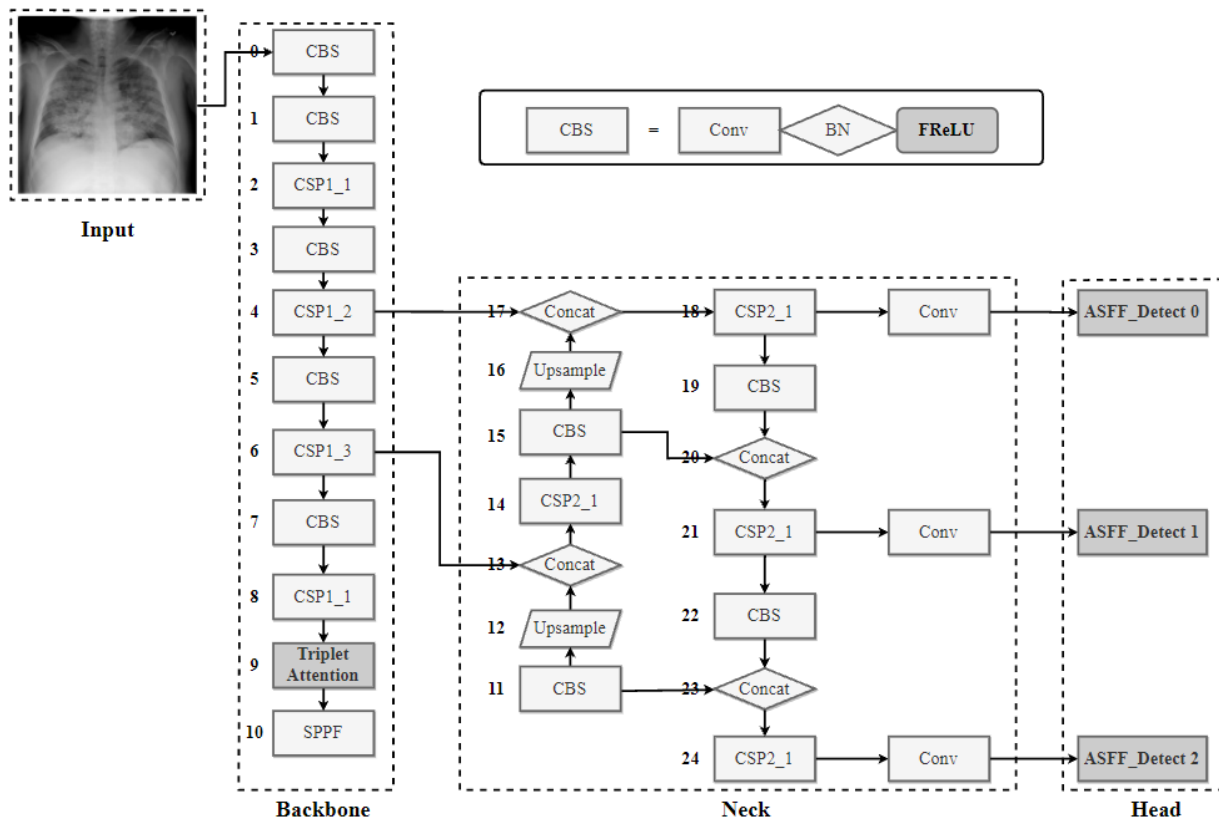 Input
0 CBS
1 CBS
2 CSP1_1
3 CBS
4 CSP1_2
5 CBS
6 CSP1_3
7 CBS
8 CSP1_1
9 Triplet
Attention
10 SPPF
Backbone
CBS = Conv BN FReLU
17 Concat
16 Upsample
15 CBS
14 CSP2_1
13 Concat
12 Upsample
11 CBS
18 CSP2_1 Conv
19 CBS
20 Concat
21 CSP2_1 Conv
22 CBS
23 Concat
24 CSP2_1 Conv
Neck
ASFF_Detect 0
ASFF_Detect 1
ASFF_Detect 2
Head